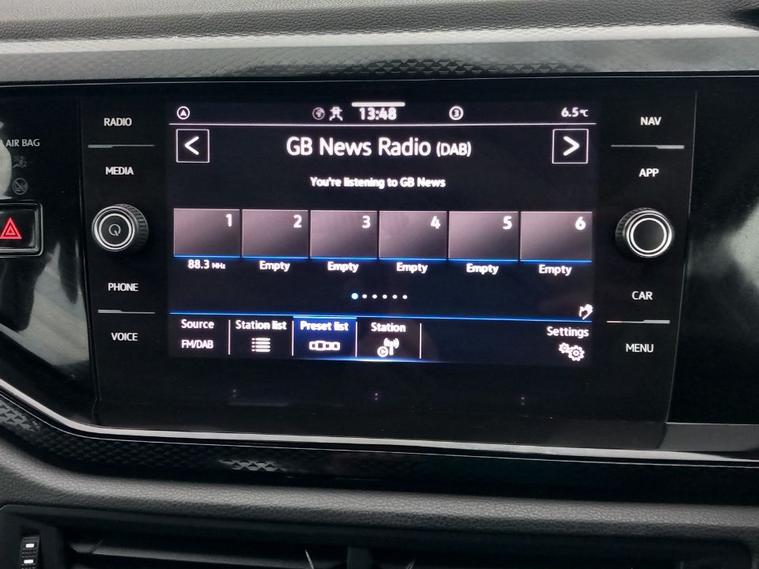 RADIO
MEDIA
PHONE
VOICE
AIR BAG
13:48
3
6.5°C
GB News Radio (DAB)
You're listening to GB News
1 2 3 4 5 6
88.3 MHz Empty Empty Empty Empty Empty
Source Station list Preset list Station Settings
FM/DAB
NAV
APP
CAR
MENU